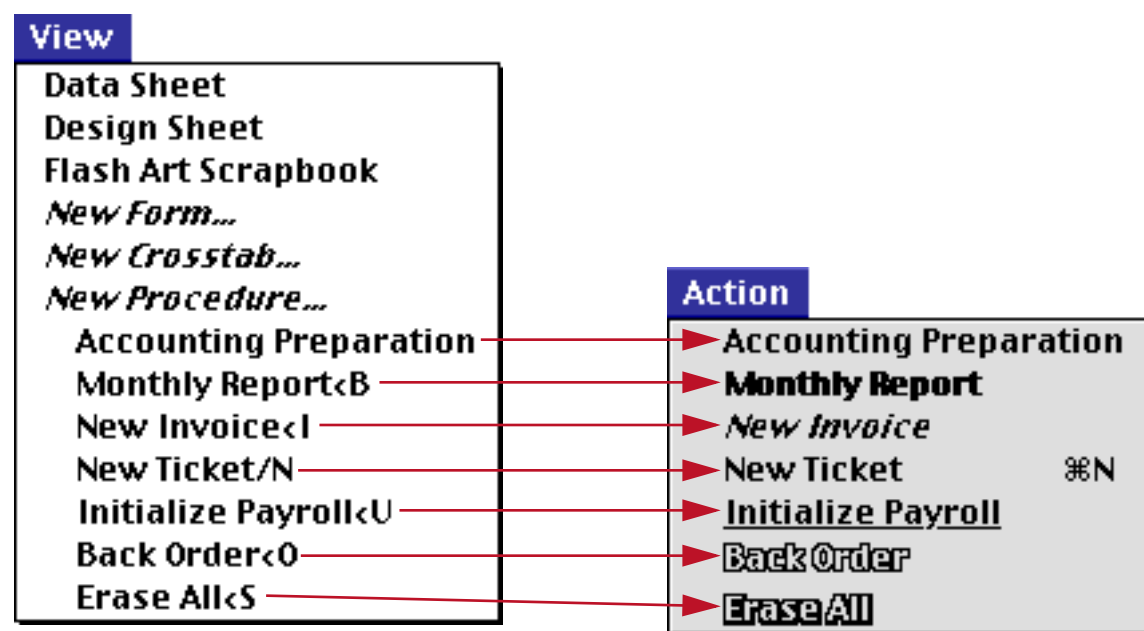 View
Data Sheet
Design Sheet
Flash Art Scrapbook
New Form...
New Crosstab...
New Procedure...
Accounting Preparation
Monthly Report<B
New Invoice<I
New Ticket/N
Initialize Payroll<U
Back Order<O
Erase All<S
Action
Accounting Preparation
Monthly Report
New Invoice
New Ticket ⌘N
Initialize Payroll
Back Order
Erase All